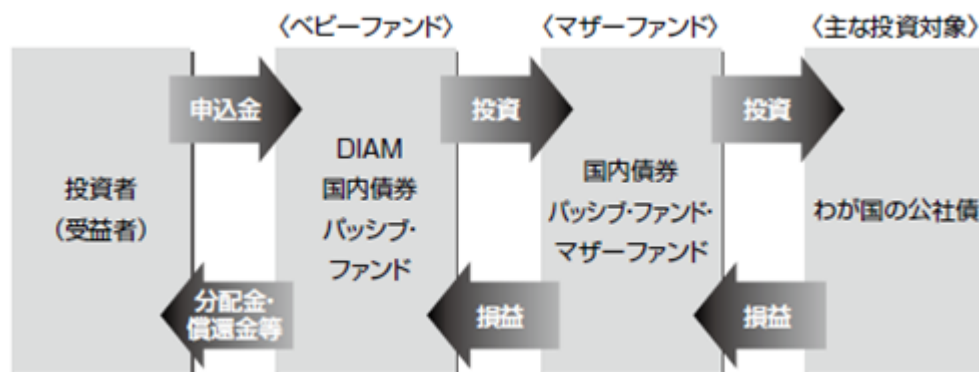 〈ベビーファンド〉
〈マザーファンド〉
〈主な投資対象〉
申込金
投資
投資
投資者
(受益者)
DIAM
国内債券
パッシブ・
ファンド
国内債券
パッシブ・ファンド・
マザーファンド
わが国の公社債
分配金・
償還金等
損益
損益